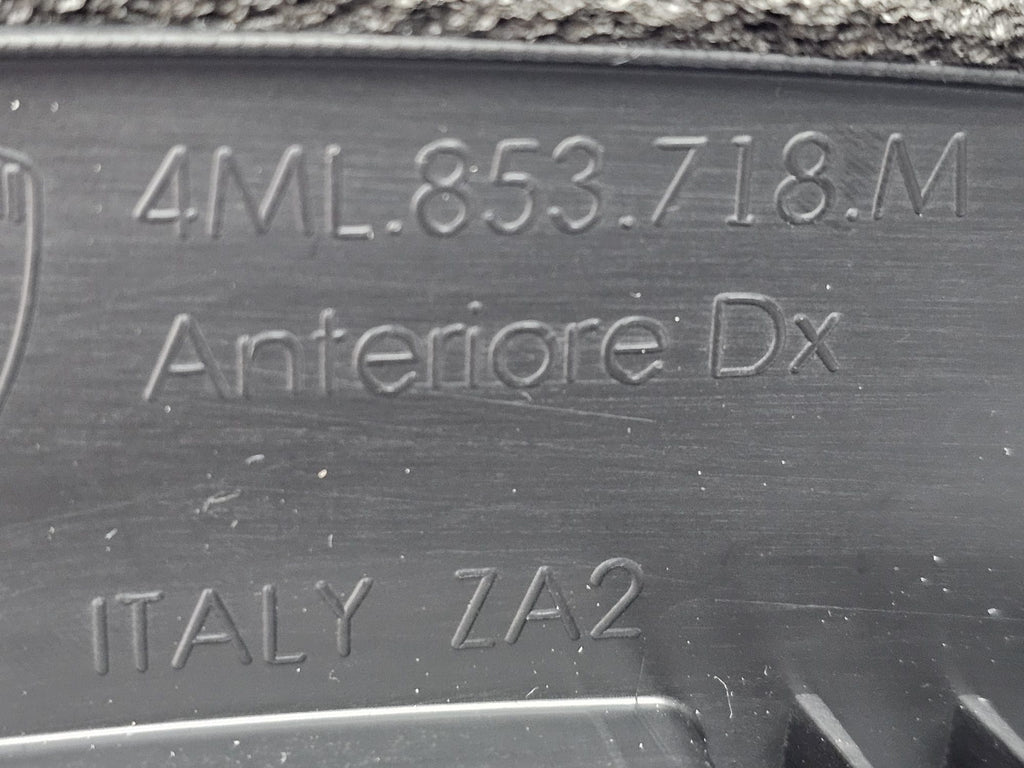 4ML.853.718.M
Anteriore Dx
ITALY ZA2